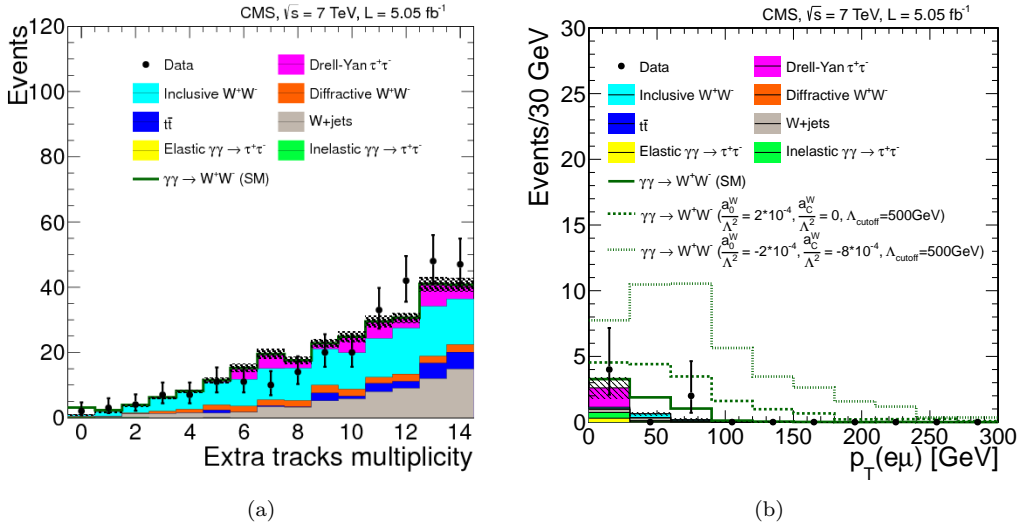 CMS, √s = 7 TeV, L = 5.05 fb⁻¹
Events
120
100
80
60
40
20
0
Data
Drell-Yan τ⁺τ⁻
Inclusive W⁺W⁻
Diffractive W⁺W⁻
tt̄
W+jets
Elastic γγ → τ⁺τ⁻
Inelastic γγ → τ⁺τ⁻
γγ → W⁺W⁻ (SM)
0 2 4 6 8 10 12 14
Extra tracks multiplicity
(a)
CMS, √s = 7 TeV, L = 5.05 fb⁻¹
Events/30 GeV
30
25
20
15
10
5
0
Data
Drell-Yan τ⁺τ⁻
Inclusive W⁺W⁻
Diffractive W⁺W⁻
tt̄
W+jets
Elastic γγ → τ⁺τ⁻
Inelastic γγ → τ⁺τ⁻
γγ → W⁺W⁻ (SM)
γγ → W⁺W⁻ (a₀ᵂ/Λ² = 2*10⁻⁴, a_Cᵂ/Λ² = 0, Λcutoff=500GeV)
γγ → W⁺W⁻ (a₀ᵂ/Λ² = -2*10⁻⁴, a_Cᵂ/Λ² = -8*10⁻⁴, Λcutoff=500GeV)
0 50 100 150 200 250 300
p_T(eμ) [GeV]
(b)